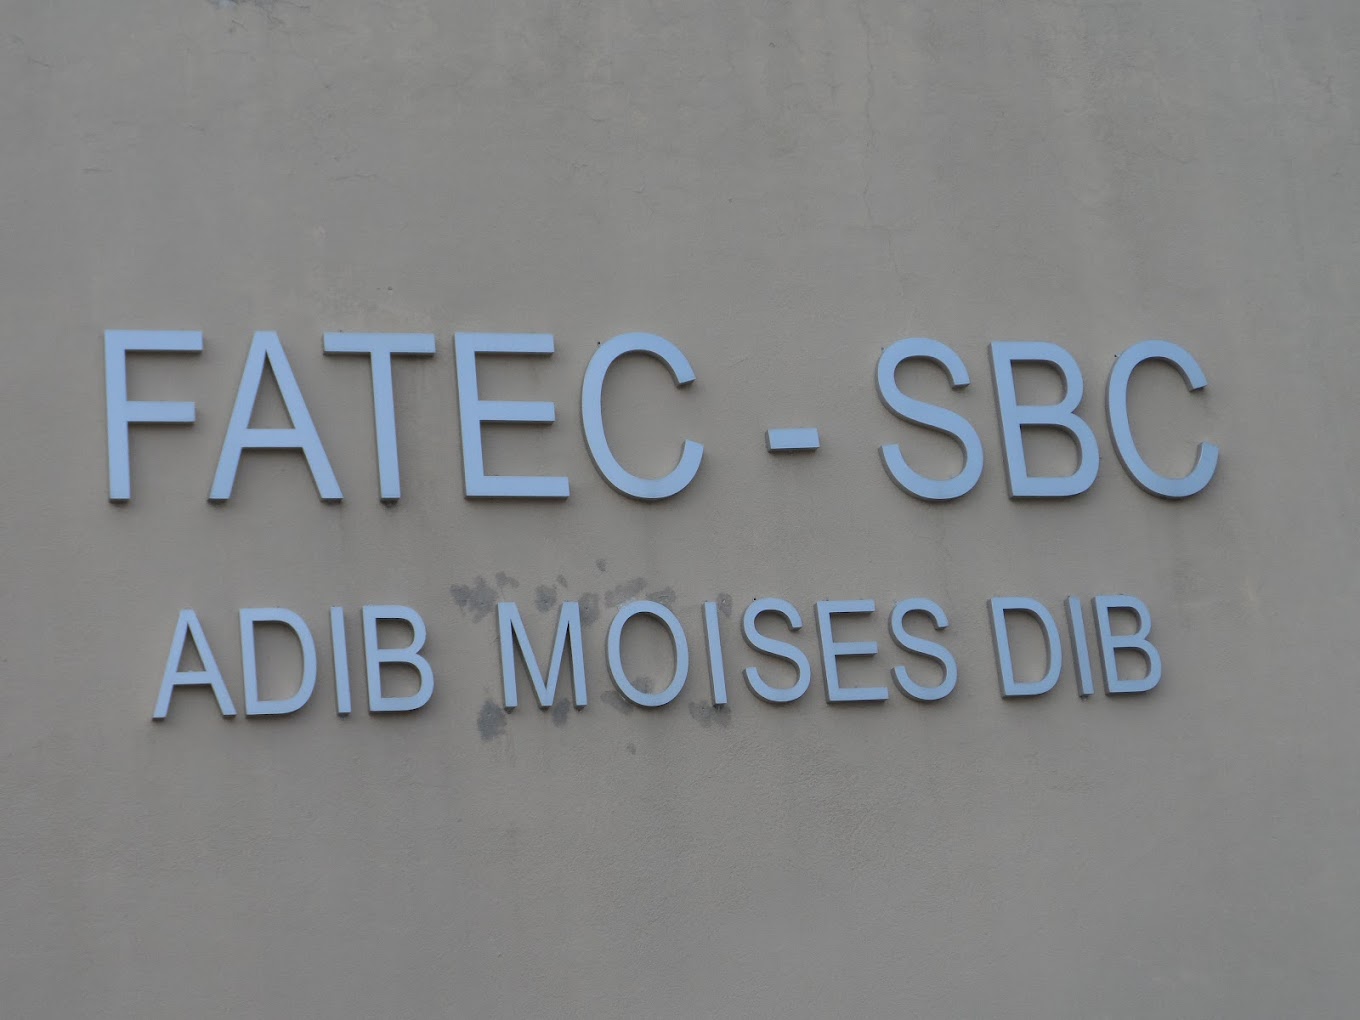 FATEC - SBC
ADIB MOISES DIB